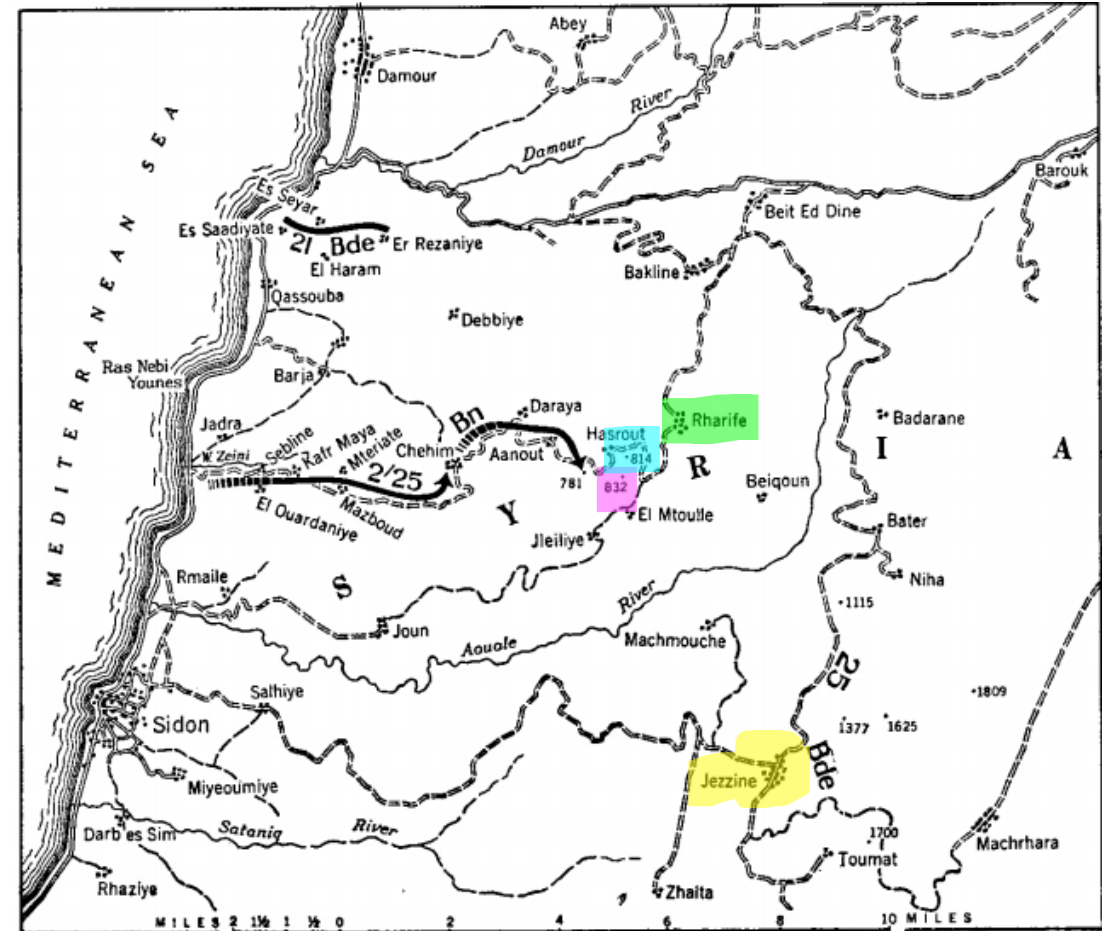 Abey
Damour
River
Damour
MEDITERRANEAN SEA
Barouk
Es Seyar
Beit Ed Dine
Es Saadiyate
21 Bde
Er Rezaniye
El Haram
Bakline
Qassouba
Debbiye
Ras Nebi
Younes
Barja
Daraya
Bn
Rharife
Badarane
Jadra
Hasrout
W. Zeini
Sebline
Kafr Maya
Mteriate
Chehim
Aanout
814
S Y R I A
2/25
781
832
Beiqoun
Mazboud
El Ouardaniye
El Mtoulle
Bater
Jleiliye
Rmaile
Niha
River
1115
Joun
Machmouche
Aouale
25
Salhiye
1809
Sidon
1377
1625
Bde
Jezzine
Miyeoumiye
Sataniq
River
Darb es Sim
1700
Machrhara
Toumat
Rhaziye
Zhalta
MILES 2 1½ 1 ½ 0 2 4 6 8 10 MILES